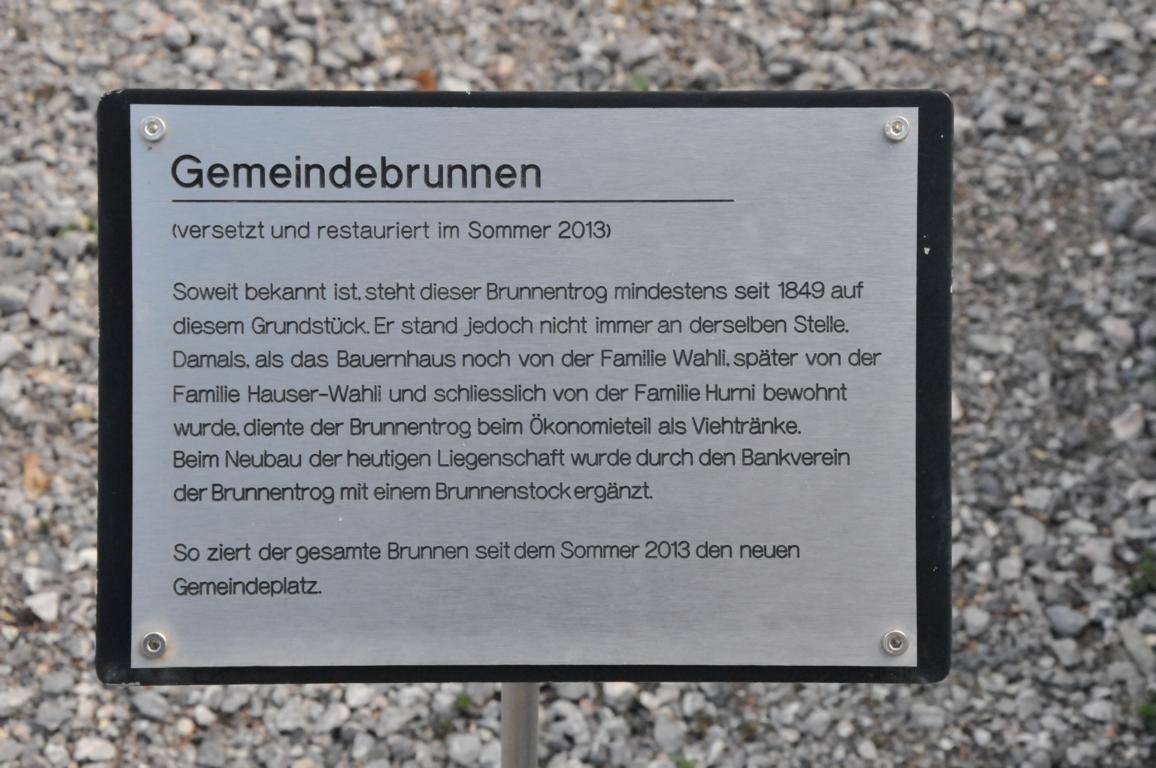 Gemeindebrunnen
(versetzt und restauriert im Sommer 2013)
Soweit bekannt ist, steht dieser Brunnentrog mindestens seit 1849 auf
diesem Grundstück. Er stand jedoch nicht immer an derselben Stelle.
Damals, als das Bauernhaus noch von der Familie Wahli, später von der
Familie Hauser-Wahli und schliesslich von der Familie Hurni bewohnt
wurde, diente der Brunnentrog beim Ökonomieteil als Viehtränke.
Beim Neubau der heutigen Liegenschaft wurde durch den Bankverein
der Brunnentrog mit einem Brunnenstock ergänzt.
So ziert der gesamte Brunnen seit dem Sommer 2013 den neuen
Gemeindeplatz.